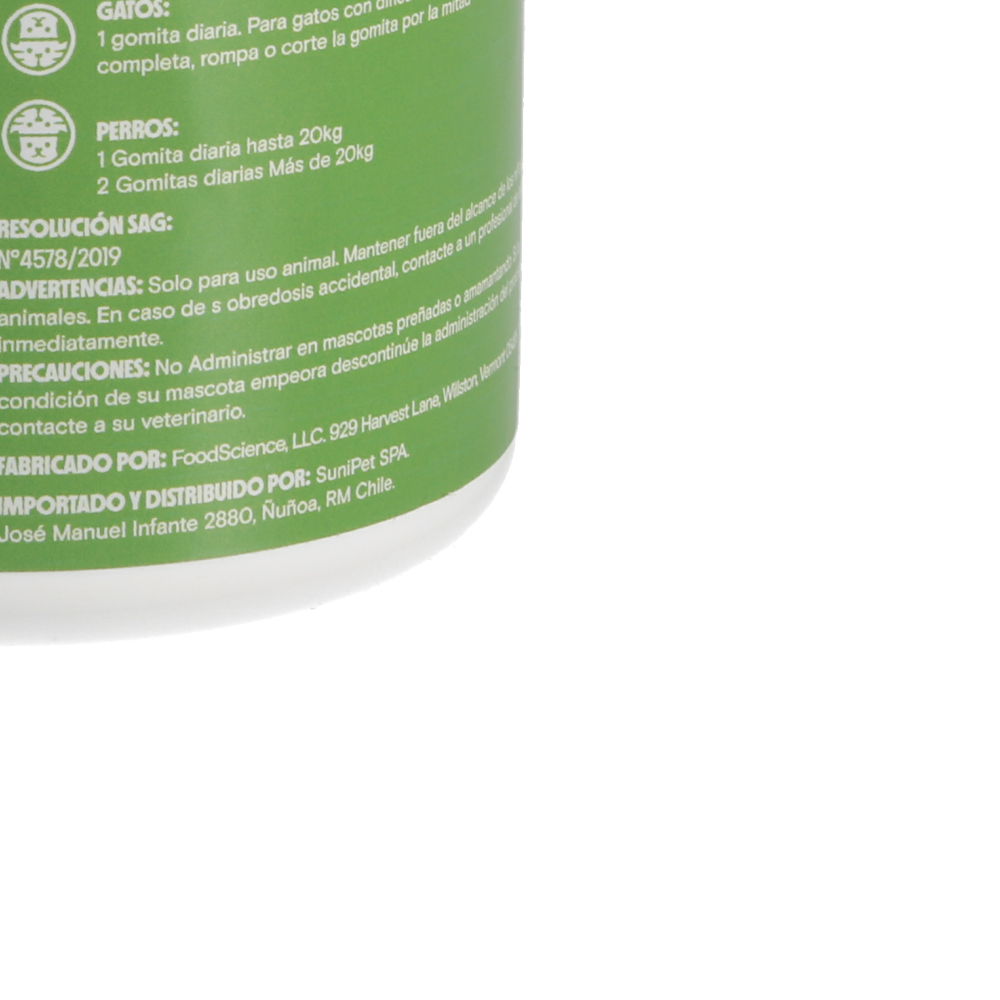 GATOS:
1 gomita diaria. Para gatos con
completa, rompa o corte la gomita por la mitad
PERROS:
1 Gomita diaria hasta 20kg
2 Gomitas diarias Más de 20kg
RESOLUCIÓN SAG:
N°4578/2019
ADVERTENCIAS: Solo para uso animal. Mantener fuera del alcance de los
animales. En caso de s obredosis accidental, contacte a un profesional
inmediatamente.
PRECAUCIONES: No Administrar en mascotas preñadas o amamantando.
condición de su mascota empeora descontinúe la administración del
contacte a su veterinario.
FABRICADO POR: FoodScience, LLC. 929 Harvest Lane, Williston, Vermont
IMPORTADO Y DISTRIBUIDO POR: SuniPet SPA.
José Manuel Infante 2880, Ñuñoa, RM Chile.